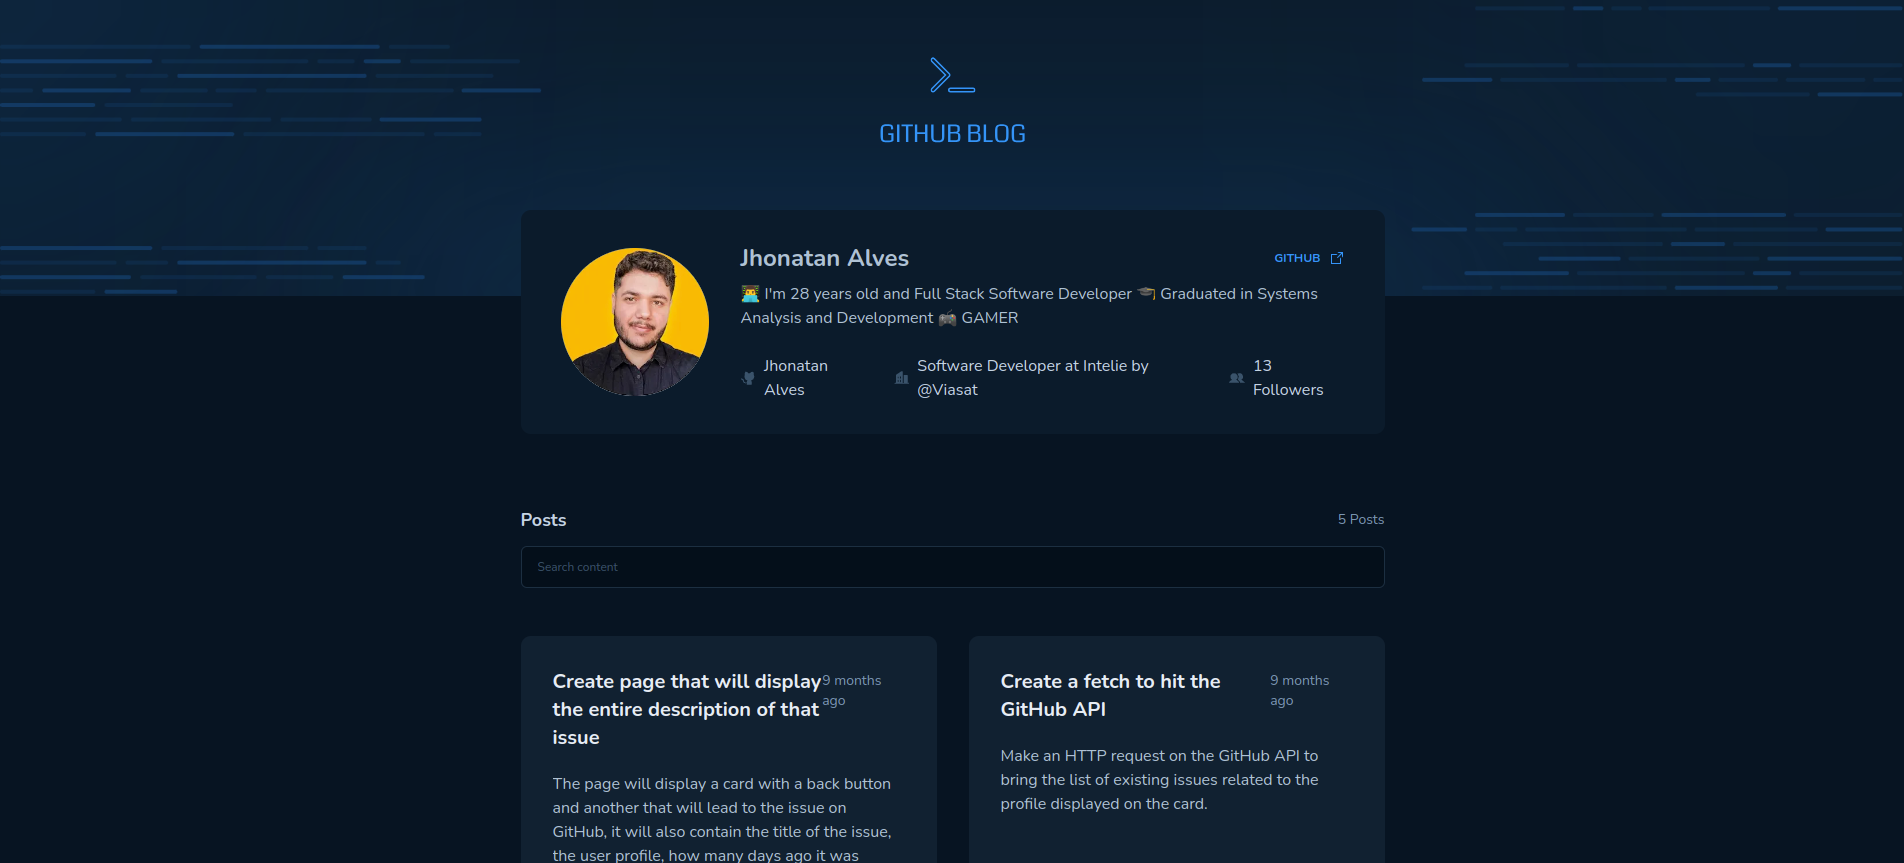 GITHUB BLOG
Jhonatan Alves
GITHUB
👨‍💻 I'm 28 years old and Full Stack Software Developer 🎓 Graduated in Systems
Analysis and Development 🎮 GAMER
Jhonatan
Alves
Software Developer at Intelie by
@Viasat
13
Followers
Posts
5 Posts
Search content
Create page that will display
the entire description of that
issue
9 months
ago
The page will display a card with a back button
and another that will lead to the issue on
GitHub, it will also contain the title of the issue,
the user profile, how many days ago it was
Create a fetch to hit the
GitHub API
9 months
ago
Make an HTTP request on the GitHub API to
bring the list of existing issues related to the
profile displayed on the card.